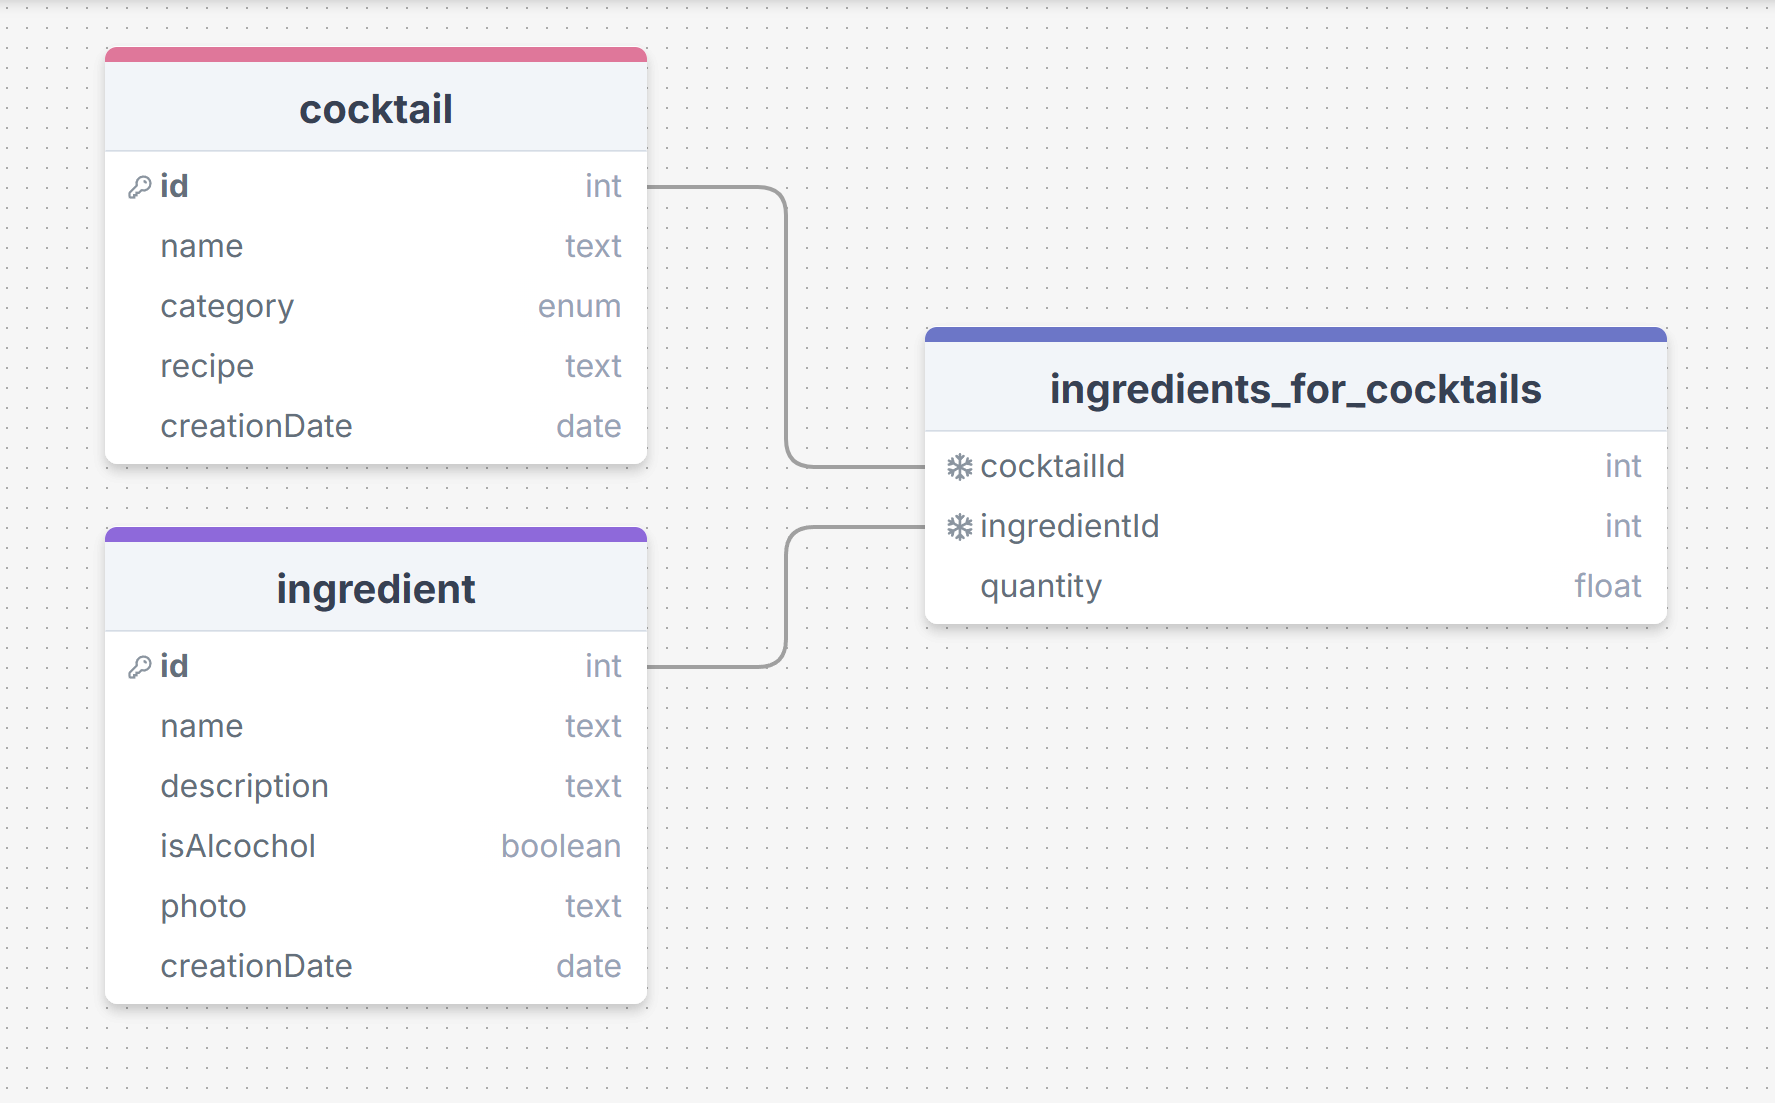 cocktail
id int
name text
category enum
recipe text
creationDate date
ingredient
id int
name text
description text
isAlcochol boolean
photo text
creationDate date
ingredients_for_cocktails
cocktailId int
ingredientId int
quantity float